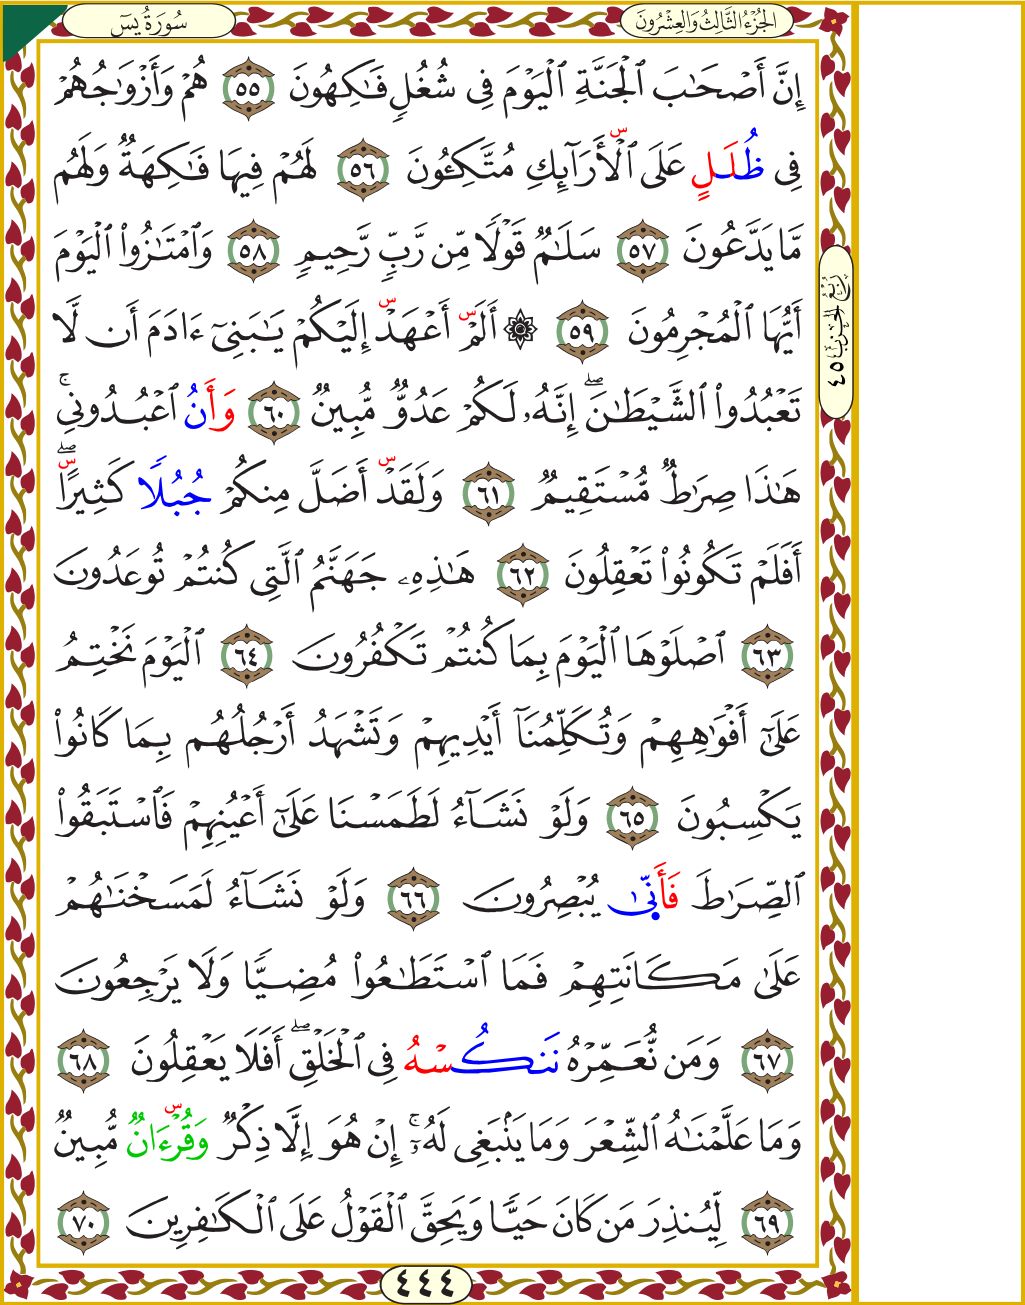 سُورَةُ يسٓ
الجُزْءُ الثَّالِثُ وَالعِشْرُونَ
إِنَّ أَصْحَٰبَ ٱلْجَنَّةِ ٱلْيَوْمَ فِى شُغُلٍ فَٰكِهُونَ ٥٥ هُمْ وَأَزْوَٰجُهُمْ
فِى ظُلَلٍ عَلَى ٱلْأَرَآئِكِ مُتَّكِـُٔونَ ٥٦ لَهُمْ فِيهَا فَٰكِهَةٌ وَلَهُم
مَّا يَدَّعُونَ ٥٧ سَلَٰمٌ قَوْلًا مِّن رَّبٍّ رَّحِيمٍ ٥٨ وَٱمْتَٰزُوا۟ ٱلْيَوْمَ
أَيُّهَا ٱلْمُجْرِمُونَ ٥٩ ۞ أَلَمْ أَعْهَدْ إِلَيْكُمْ يَٰبَنِىٓ ءَادَمَ أَن لَّا
تَعْبُدُوا۟ ٱلشَّيْطَٰنَ ۖ إِنَّهُۥ لَكُمْ عَدُوٌّ مُّبِينٌ ٦٠ وَأَنُ ٱعْبُدُونِى ۚ
هَٰذَا صِرَٰطٌ مُّسْتَقِيمٌ ٦١ وَلَقَدْ أَضَلَّ مِنكُمْ جُبُلًا كَثِيرًا ۖ
أَفَلَمْ تَكُونُوا۟ تَعْقِلُونَ ٦٢ هَٰذِهِۦ جَهَنَّمُ ٱلَّتِى كُنتُمْ تُوعَدُونَ
٦٣ ٱصْلَوْهَا ٱلْيَوْمَ بِمَا كُنتُمْ تَكْفُرُونَ ٦٤ ٱلْيَوْمَ نَخْتِمُ
عَلَىٰٓ أَفْوَٰهِهِمْ وَتُكَلِّمُنَآ أَيْدِيهِمْ وَتَشْهَدُ أَرْجُلُهُم بِمَا كَانُوا۟
يَكْسِبُونَ ٦٥ وَلَوْ نَشَآءُ لَطَمَسْنَا عَلَىٰٓ أَعْيُنِهِمْ فَٱسْتَبَقُوا۟
ٱلصِّرَٰطَ فَأَنَّىٰ يُبْصِرُونَ ٦٦ وَلَوْ نَشَآءُ لَمَسَخْنَٰهُمْ
عَلَىٰ مَكَانَتِهِمْ فَمَا ٱسْتَطَٰعُوا۟ مُضِيًّا وَلَا يَرْجِعُونَ
٦٧ وَمَن نُّعَمِّرْهُ نَنكُسْهُ فِى ٱلْخَلْقِ ۖ أَفَلَا يَعْقِلُونَ ٦٨
وَمَا عَلَّمْنَٰهُ ٱلشِّعْرَ وَمَا يَنۢبَغِى لَهُۥٓ ۚ إِنْ هُوَ إِلَّا ذِكْرٌ وَقُرْءَانٌ مُّبِينٌ
٦٩ لِّيُنذِرَ مَن كَانَ حَيًّا وَيَحِقَّ ٱلْقَوْلُ عَلَى ٱلْكَٰفِرِينَ ٧٠
رُبْعُ الحِزْبِ ٤٥
٤٤٤